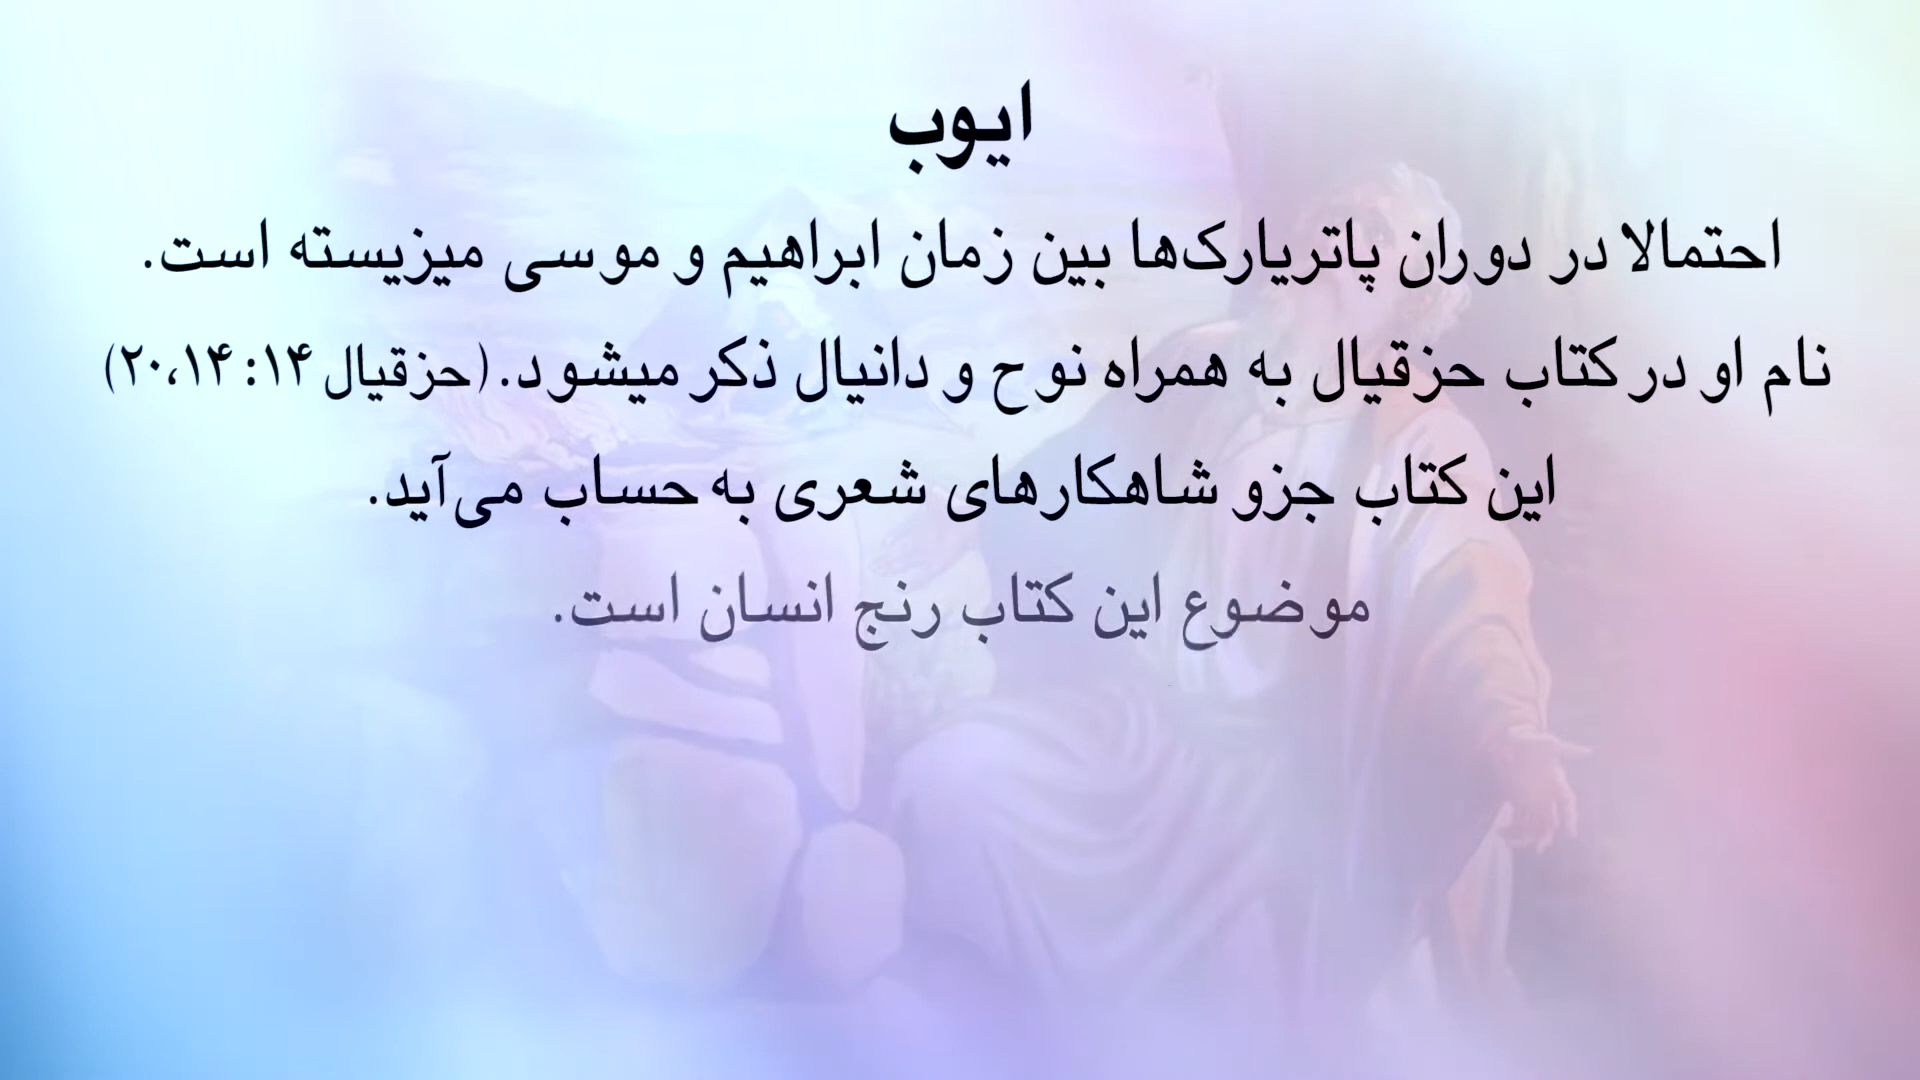 ایوب
احتمالا در دوران پاتریارک‌ها بین زمان ابراهیم و موسی میزیسته است.
نام او در کتاب حزقیال به همراه نوح و دانیال ذکر میشود. (حزقیال ۱۴: ۱۴،۲۰)
این کتاب جزو شاهکارهای شعری به حساب می‌آید.
موضوع این کتاب رنج انسان است.